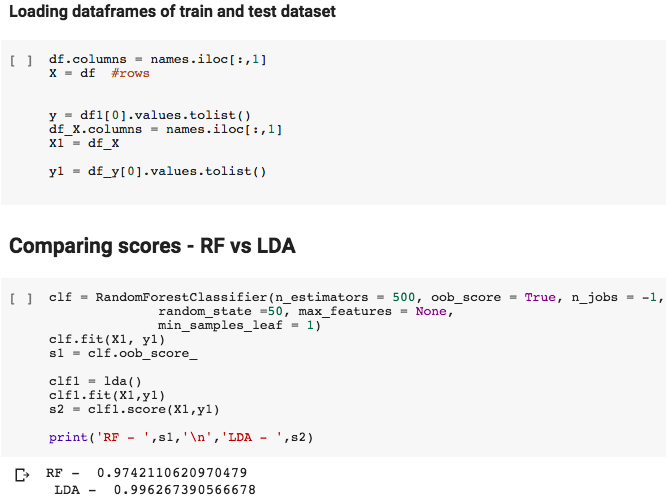 Loading dataframes of train and test dataset
[ ] df.columns = names.iloc[:,1]
X = df  #rows
y = df1[0].values.tolist()
df_X.columns = names.iloc[:,1]
X1 = df_X
y1 = df_y[0].values.tolist()
Comparing scores - RF vs LDA
[ ] clf = RandomForestClassifier(n_estimators = 500, oob_score = True, n_jobs = -1,
random_state =50, max_features = None,
min_samples_leaf = 1)
clf.fit(X1, y1)
s1 = clf.oob_score_
clf1 = lda()
clf1.fit(X1,y1)
s2 = clf1.score(X1,y1)
print('RF - ',s1,'\n','LDA - ',s2)
RF -  0.9742110620970479
LDA -  0.996267390566678